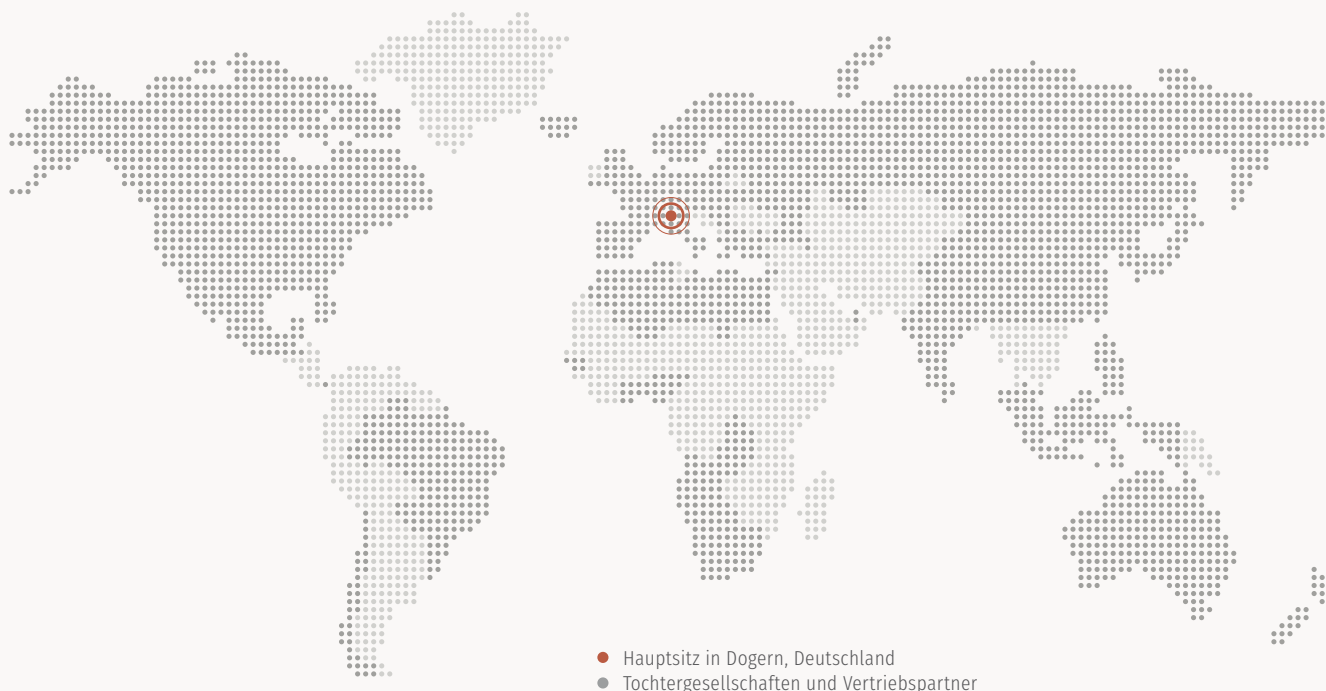 Hauptsitz in Dogern, Deutschland
Tochtergesellschaften und Vertriebspartner